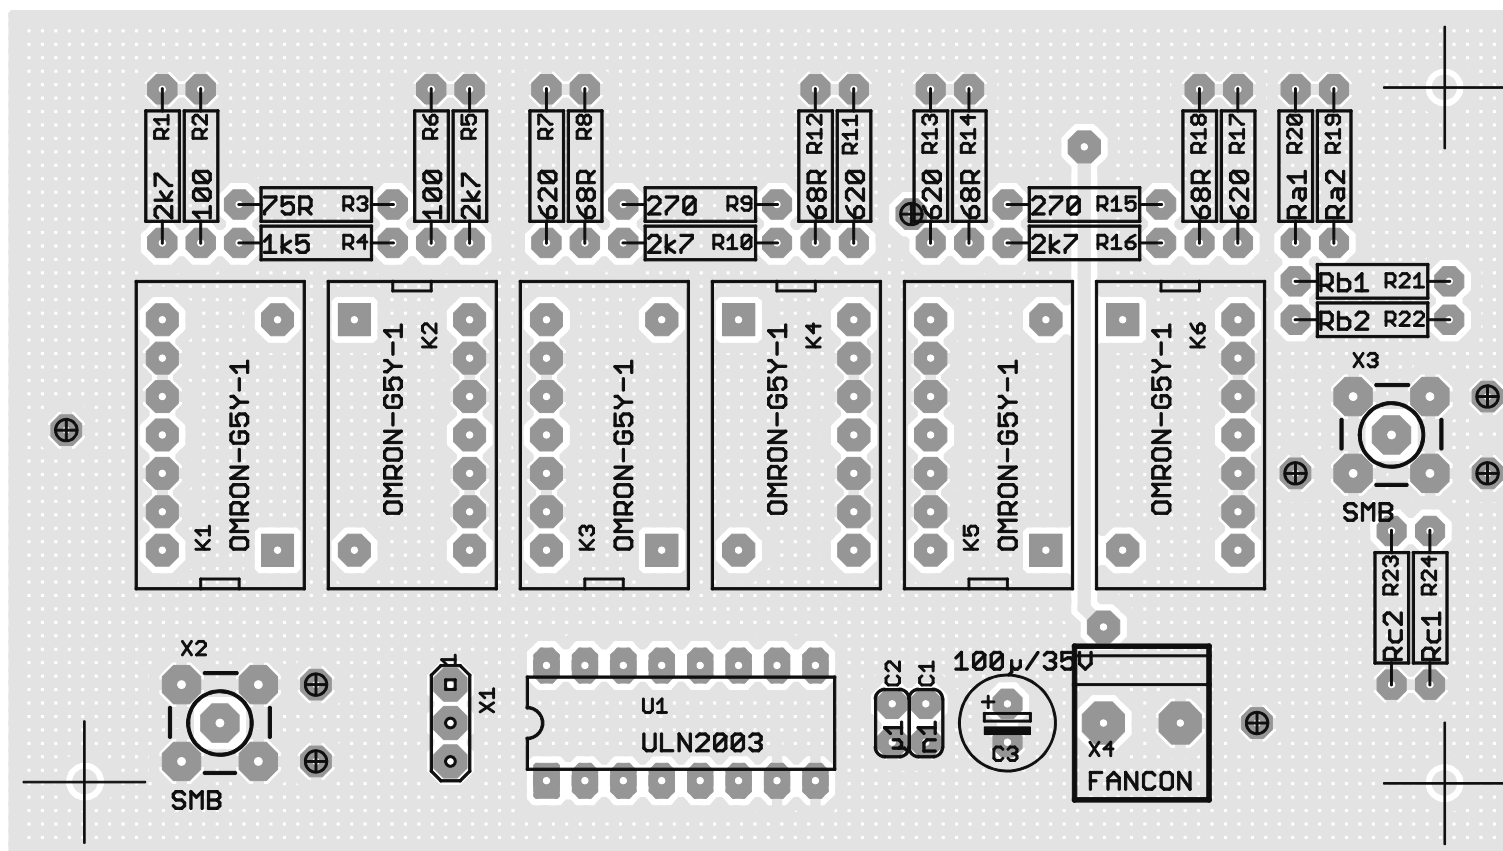 R1
2k7
R2
100
75R R3
1k5 R4
R6
100
R5
2k7
R7
620
R8
68R
270 R9
2k7 R10
R12
68R
R11
620
R13
620
R14
68R
270 R15
2k7 R16
R18
68R
R17
620
R20
Ra1
R19
Ra2
Rb1 R21
Rb2 R22
K1
OMRON-G5Y-1
OMRON-G5Y-1
K2
K3
OMRON-G5Y-1
OMRON-G5Y-1
K4
K5
OMRON-G5Y-1
OMRON-G5Y-1
K6
X3
SMB
R23
Rc2
R24
Rc1
X2
SMB
1
X1
U1
ULN2003
C2
µ1
C1
n1
100µ/35V
+
C3
X4
FANCON